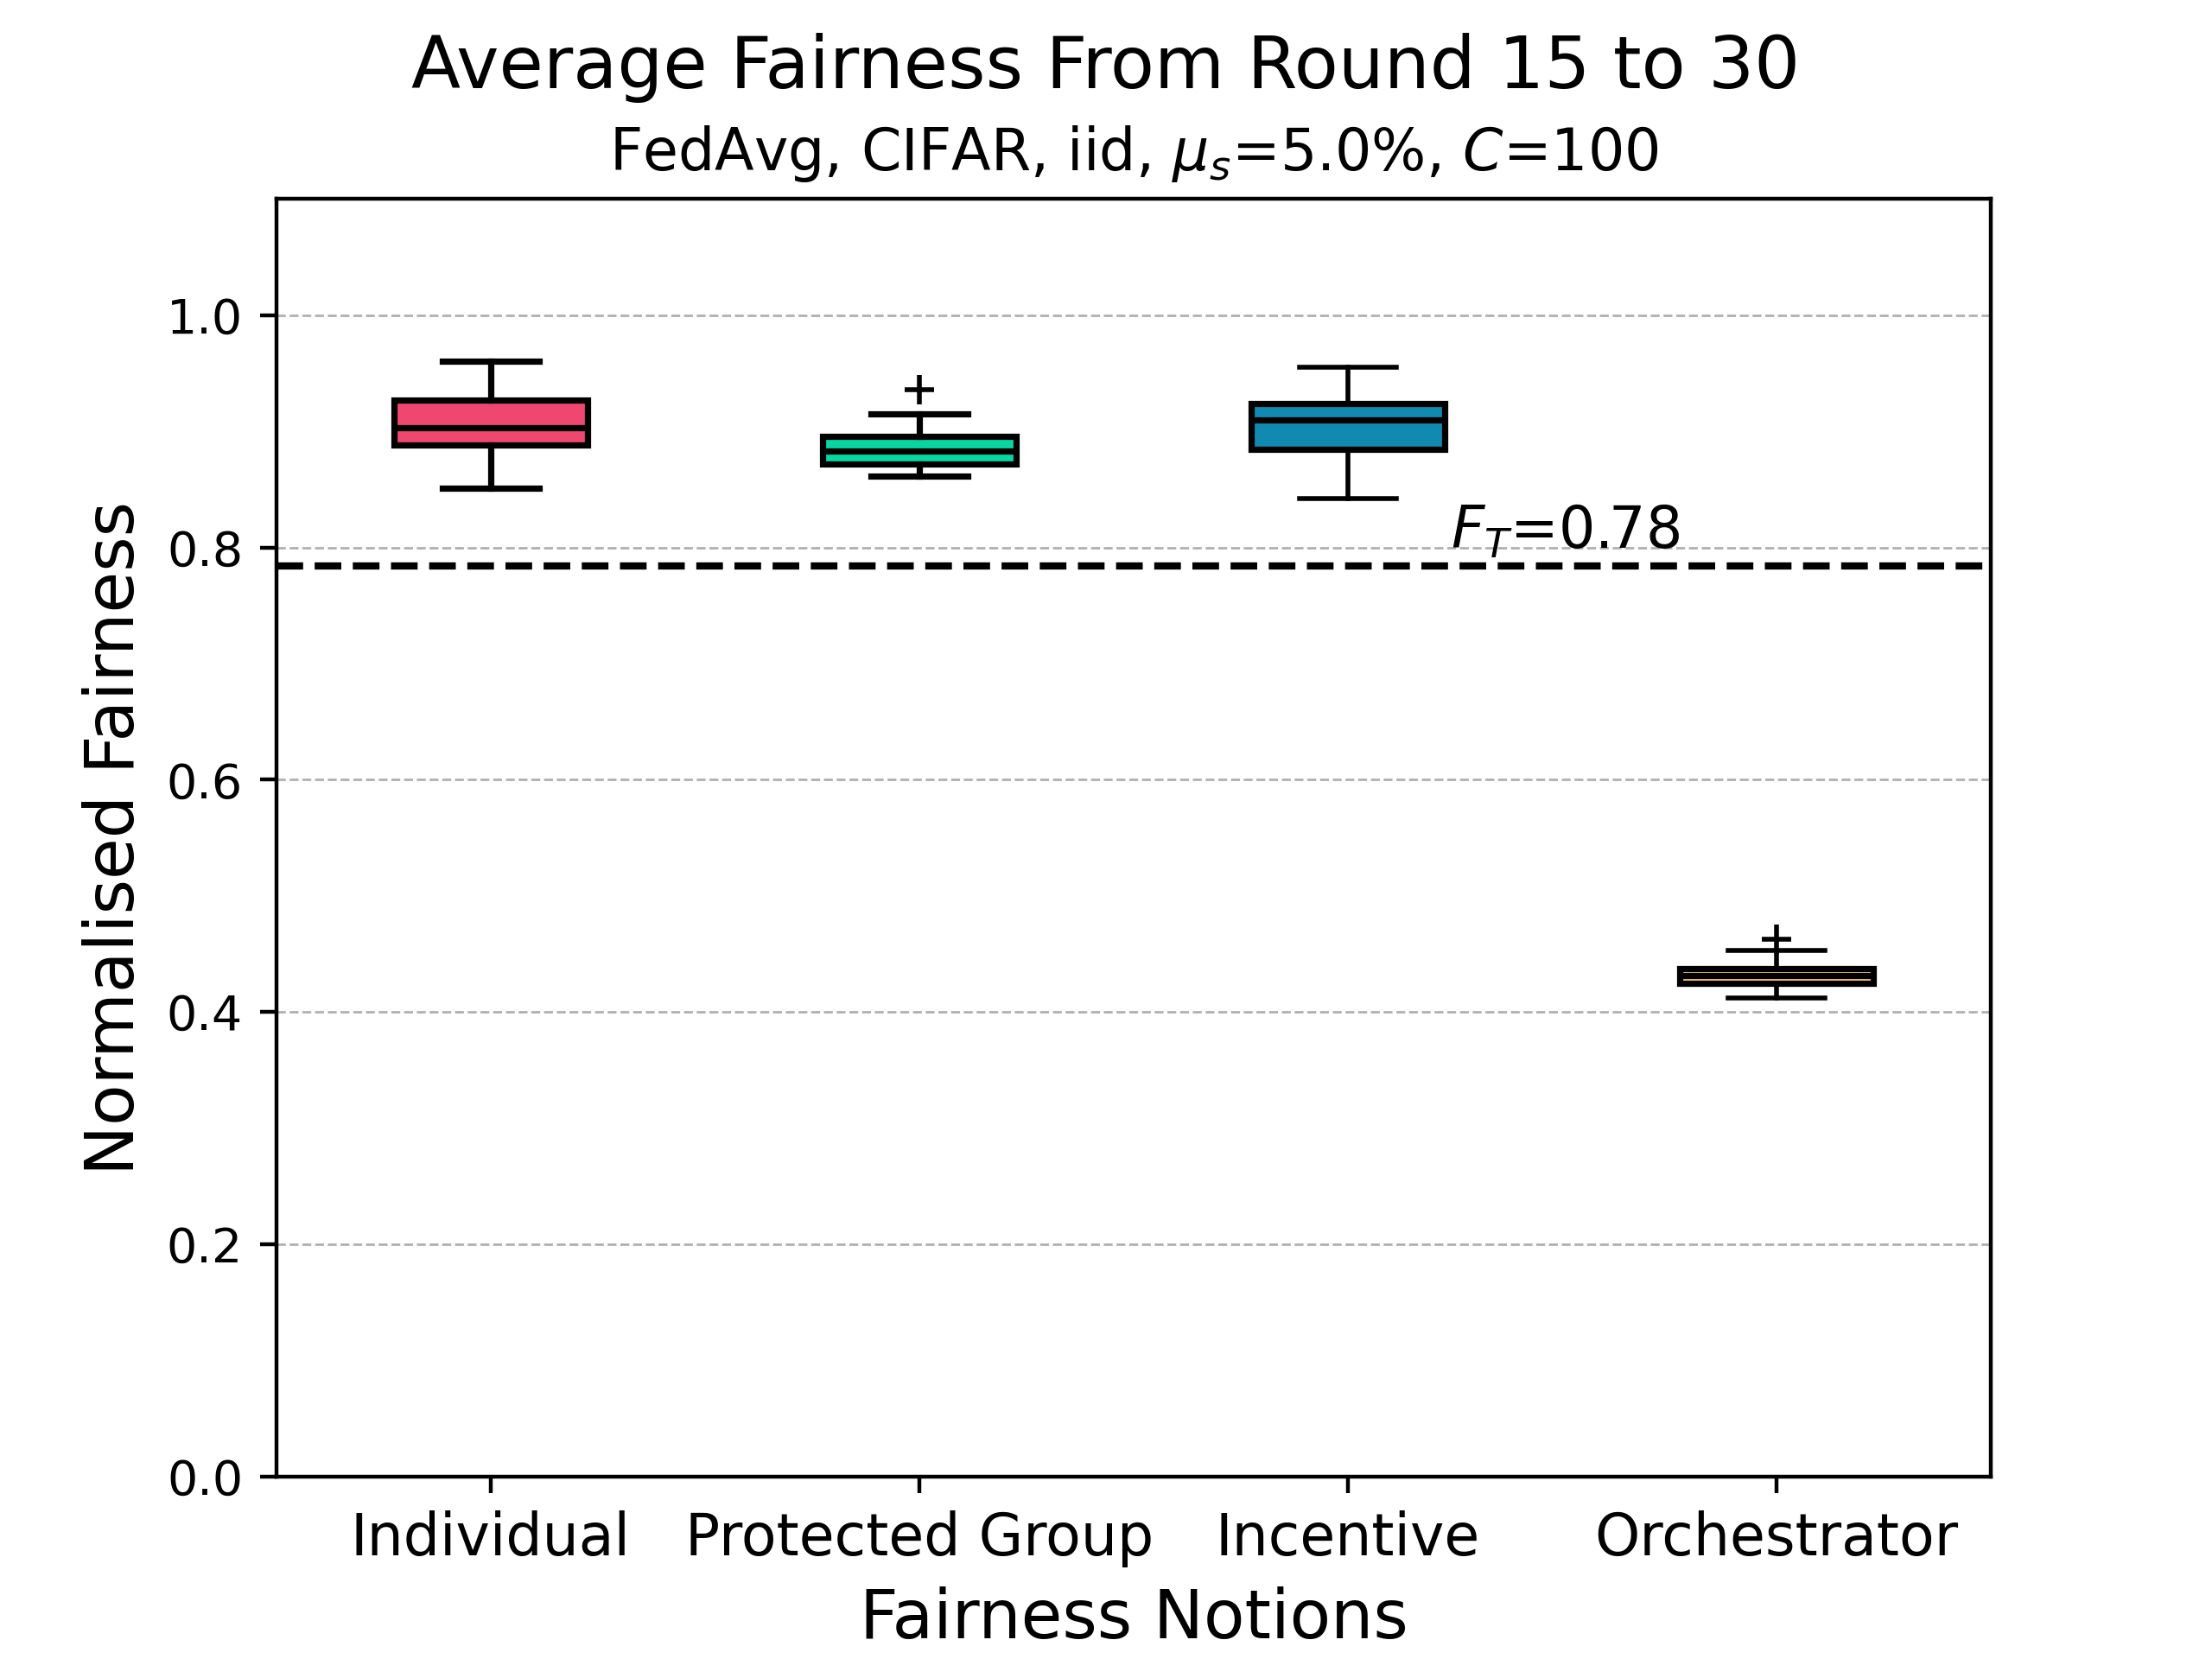 Average Fairness From Round 15 to 30
FedAvg, CIFAR, iid, μₛ=5.0%, C=100
Normalised Fairness
1.0
0.8
0.6
0.4
0.2
0.0
F_T=0.78
Individual Protected Group Incentive Orchestrator
Fairness Notions